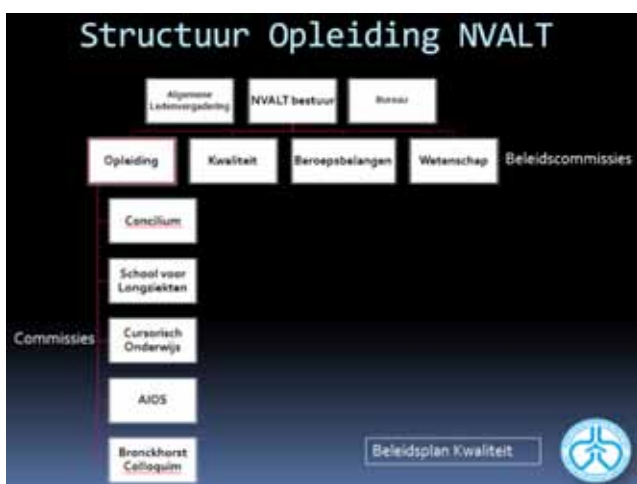 Structuur Opleiding NVALT
Algemene
Ledenvergadering
NVALT bestuur
Bureau
Opleiding
Kwaliteit
Beroepsbelangen
Wetenschap
Beleidscommissies
Concilium
School voor
Longziekten
Commissies
Cursorisch
Onderwijs
AIOS
Bronckhorst
Colloquim
Beleidsplan Kwaliteit